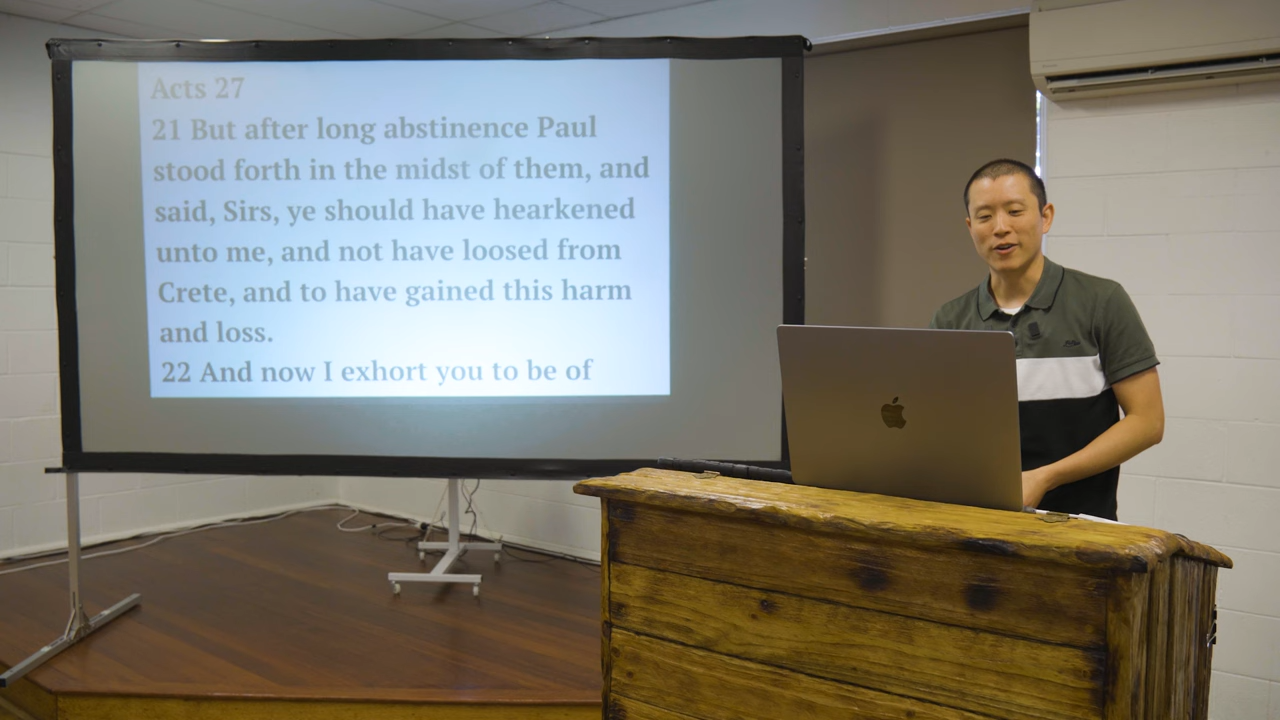 Acts 27
21 But after long abstinence Paul
stood forth in the midst of them, and
said, Sirs, ye should have hearkened
unto me, and not have loosed from
Crete, and to have gained this harm
and loss.
22 And now I exhort you to be of